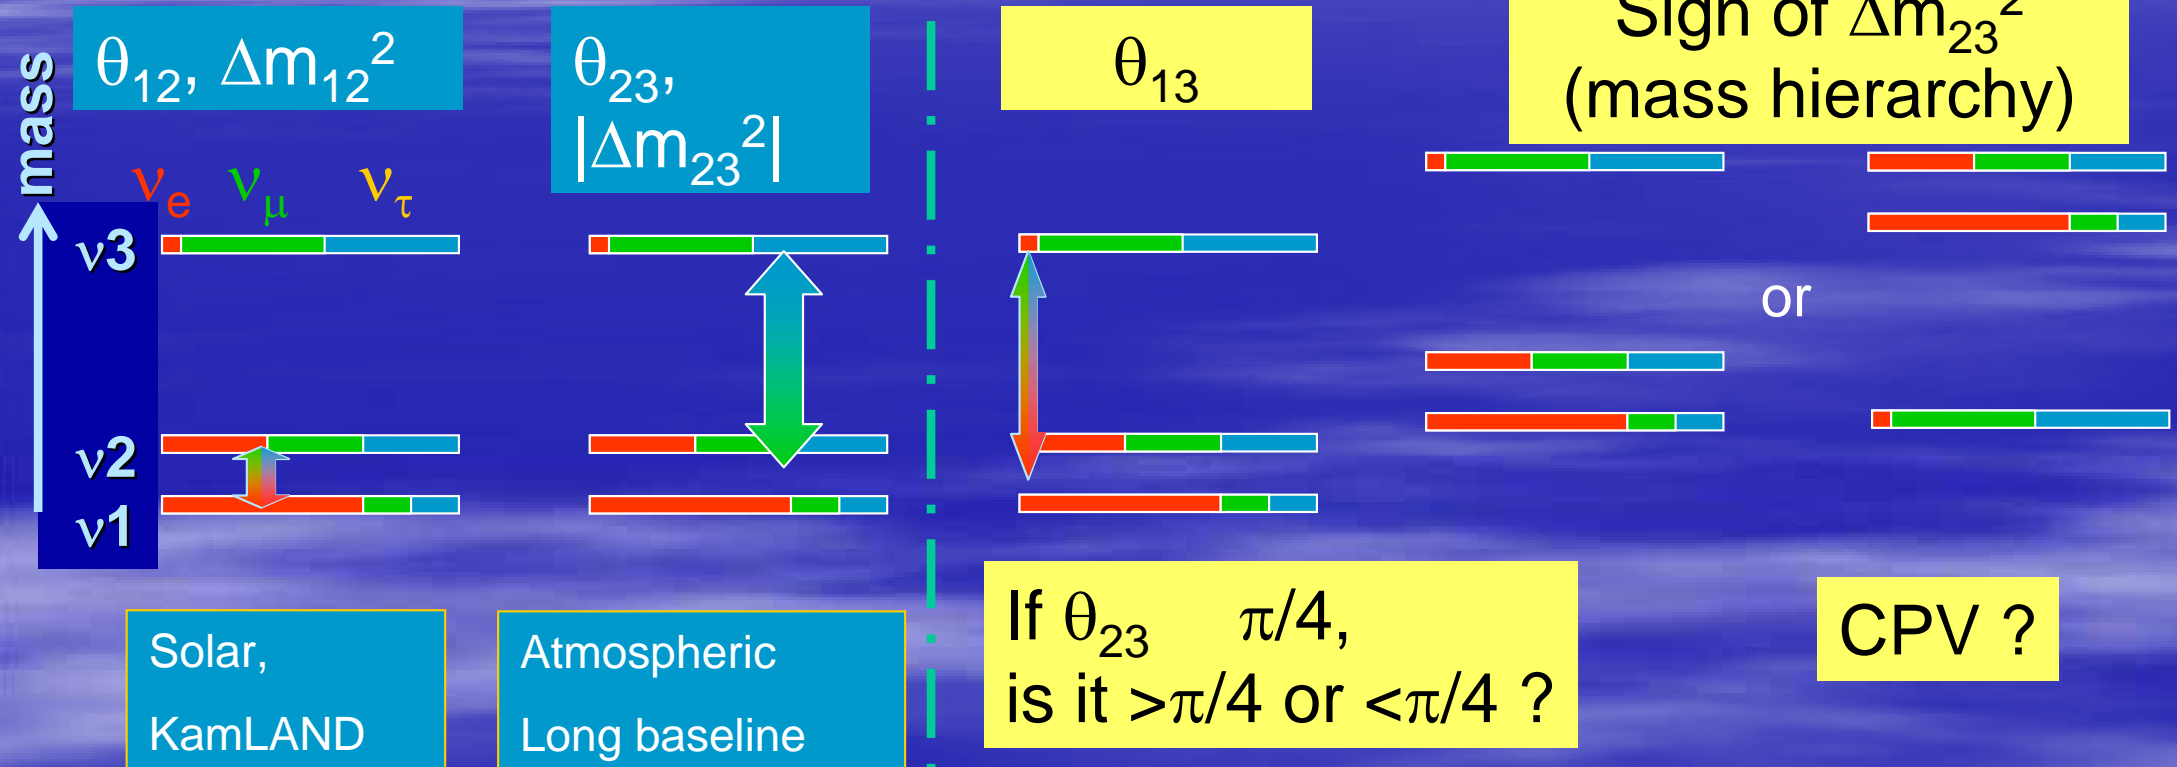 θ₁₂, Δm₁₂²
θ₂₃,
|Δm₂₃²|
θ₁₃
Sign of Δm₂₃²
(mass hierarchy)
mass
νe νμ ντ
ν3
ν2
ν1
or
Solar,
KamLAND
Atmospheric
Long baseline
If θ₂₃ π/4,
is it >π/4 or <π/4 ?
CPV ?